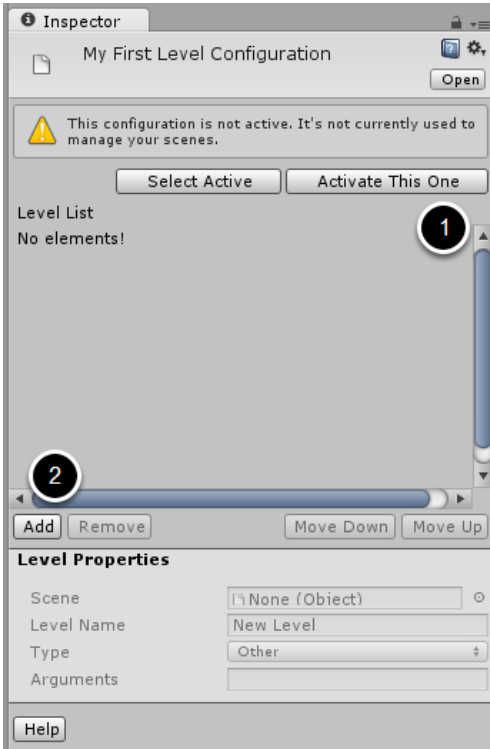 Inspector
My First Level Configuration
Open
This configuration is not active. It's not currently used to
manage your scenes.
Select Active
Activate This One
Level List
1
No elements!
2
Add
Remove
Move Down
Move Up
Level Properties
Scene
None (Object)
Level Name
New Level
Type
Other
Arguments
Help